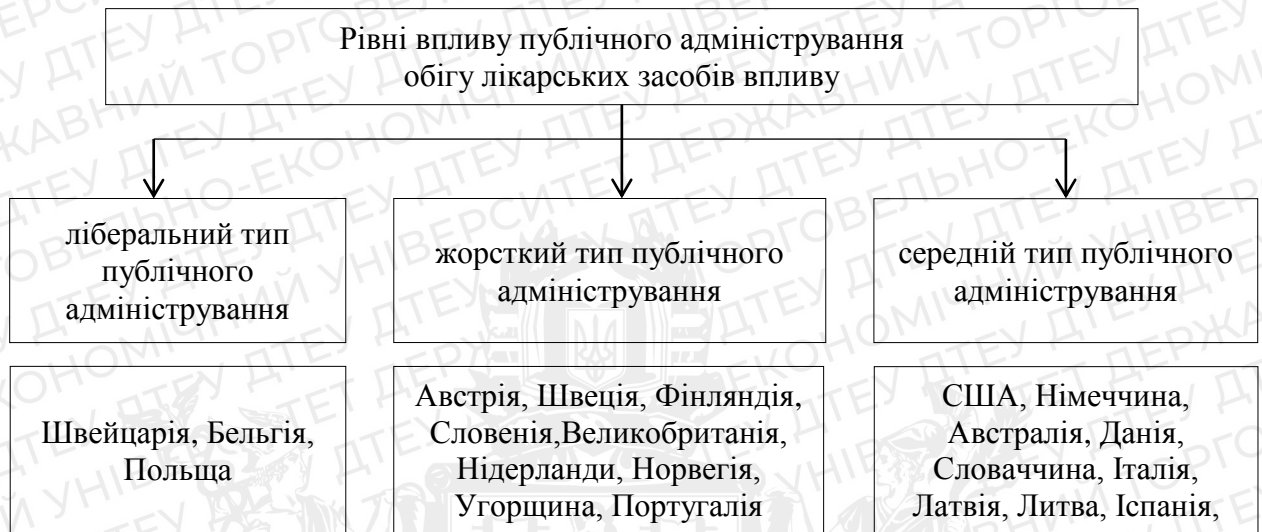 Рівні впливу публічного адміністрування
обігу лікарських засобів впливу
ліберальний тип
публічного
адміністрування
жорсткий тип публічного
адміністрування
середній тип публічного
адміністрування
Швейцарія, Бельгія,
Польща
Австрія, Швеція, Фінляндія,
Словенія,Великобританія,
Нідерланди, Норвегія,
Угорщина, Португалія
США, Німеччина,
Австралія, Данія,
Словаччина, Італія,
Латвія, Литва, Іспанія,